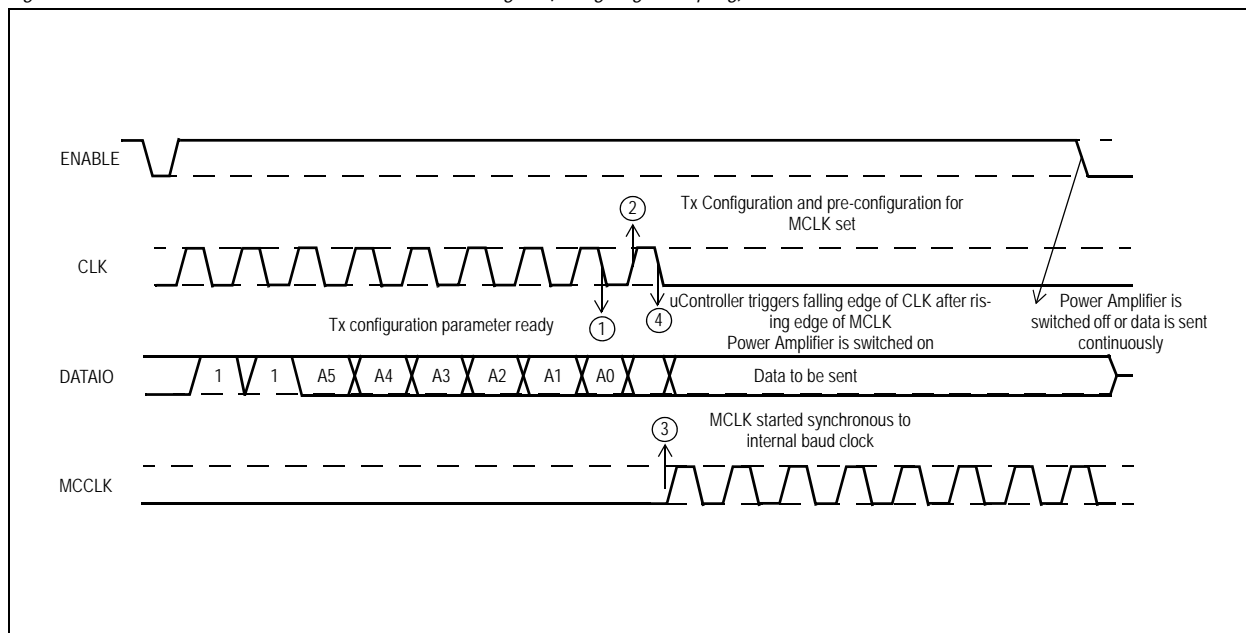 ENABLE
2
Tx Configuration and pre-configuration for
MCLK set
CLK
1
4
Tx configuration parameter ready
uController triggers falling edge of CLK after ris-
ing edge of MCLK
Power Amplifier is switched on
Power Amplifier is
switched off or data is sent
continuously
DATAIO
1 1 A5 A4 A3 A2 A1 A0 Data to be sent
3
MCLK started synchronous to
internal baud clock
MCCLK